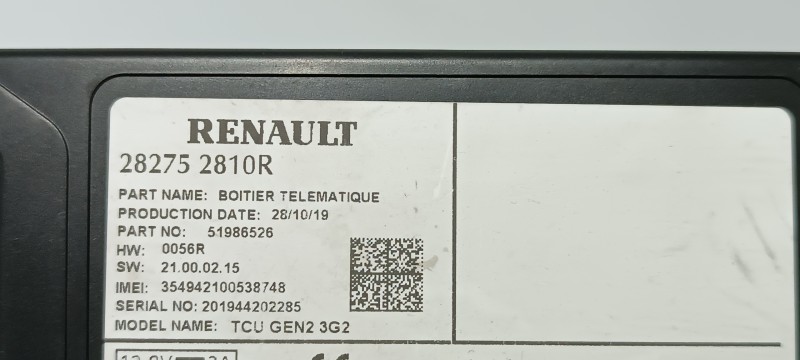 RENAULT
28275 2810R
PART NAME: BOITIER TELEMATIQUE
PRODUCTION DATE: 28/10/19
PART NO: 51986526
HW: 0056R
SW: 21.00.02.15
IMEI: 354942100538748
SERIAL NO: 201944202285
MODEL NAME: TCU GEN2 3G2